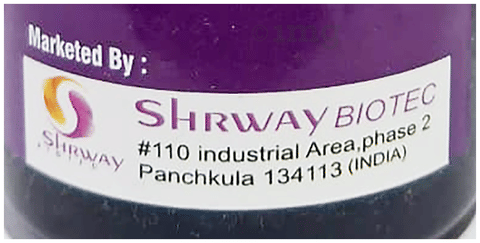 Marketed By :
SHRWAY BIOTEC
SHRWAY
#110 industrial Area,phase 2
Panchkula 134113 (INDIA)